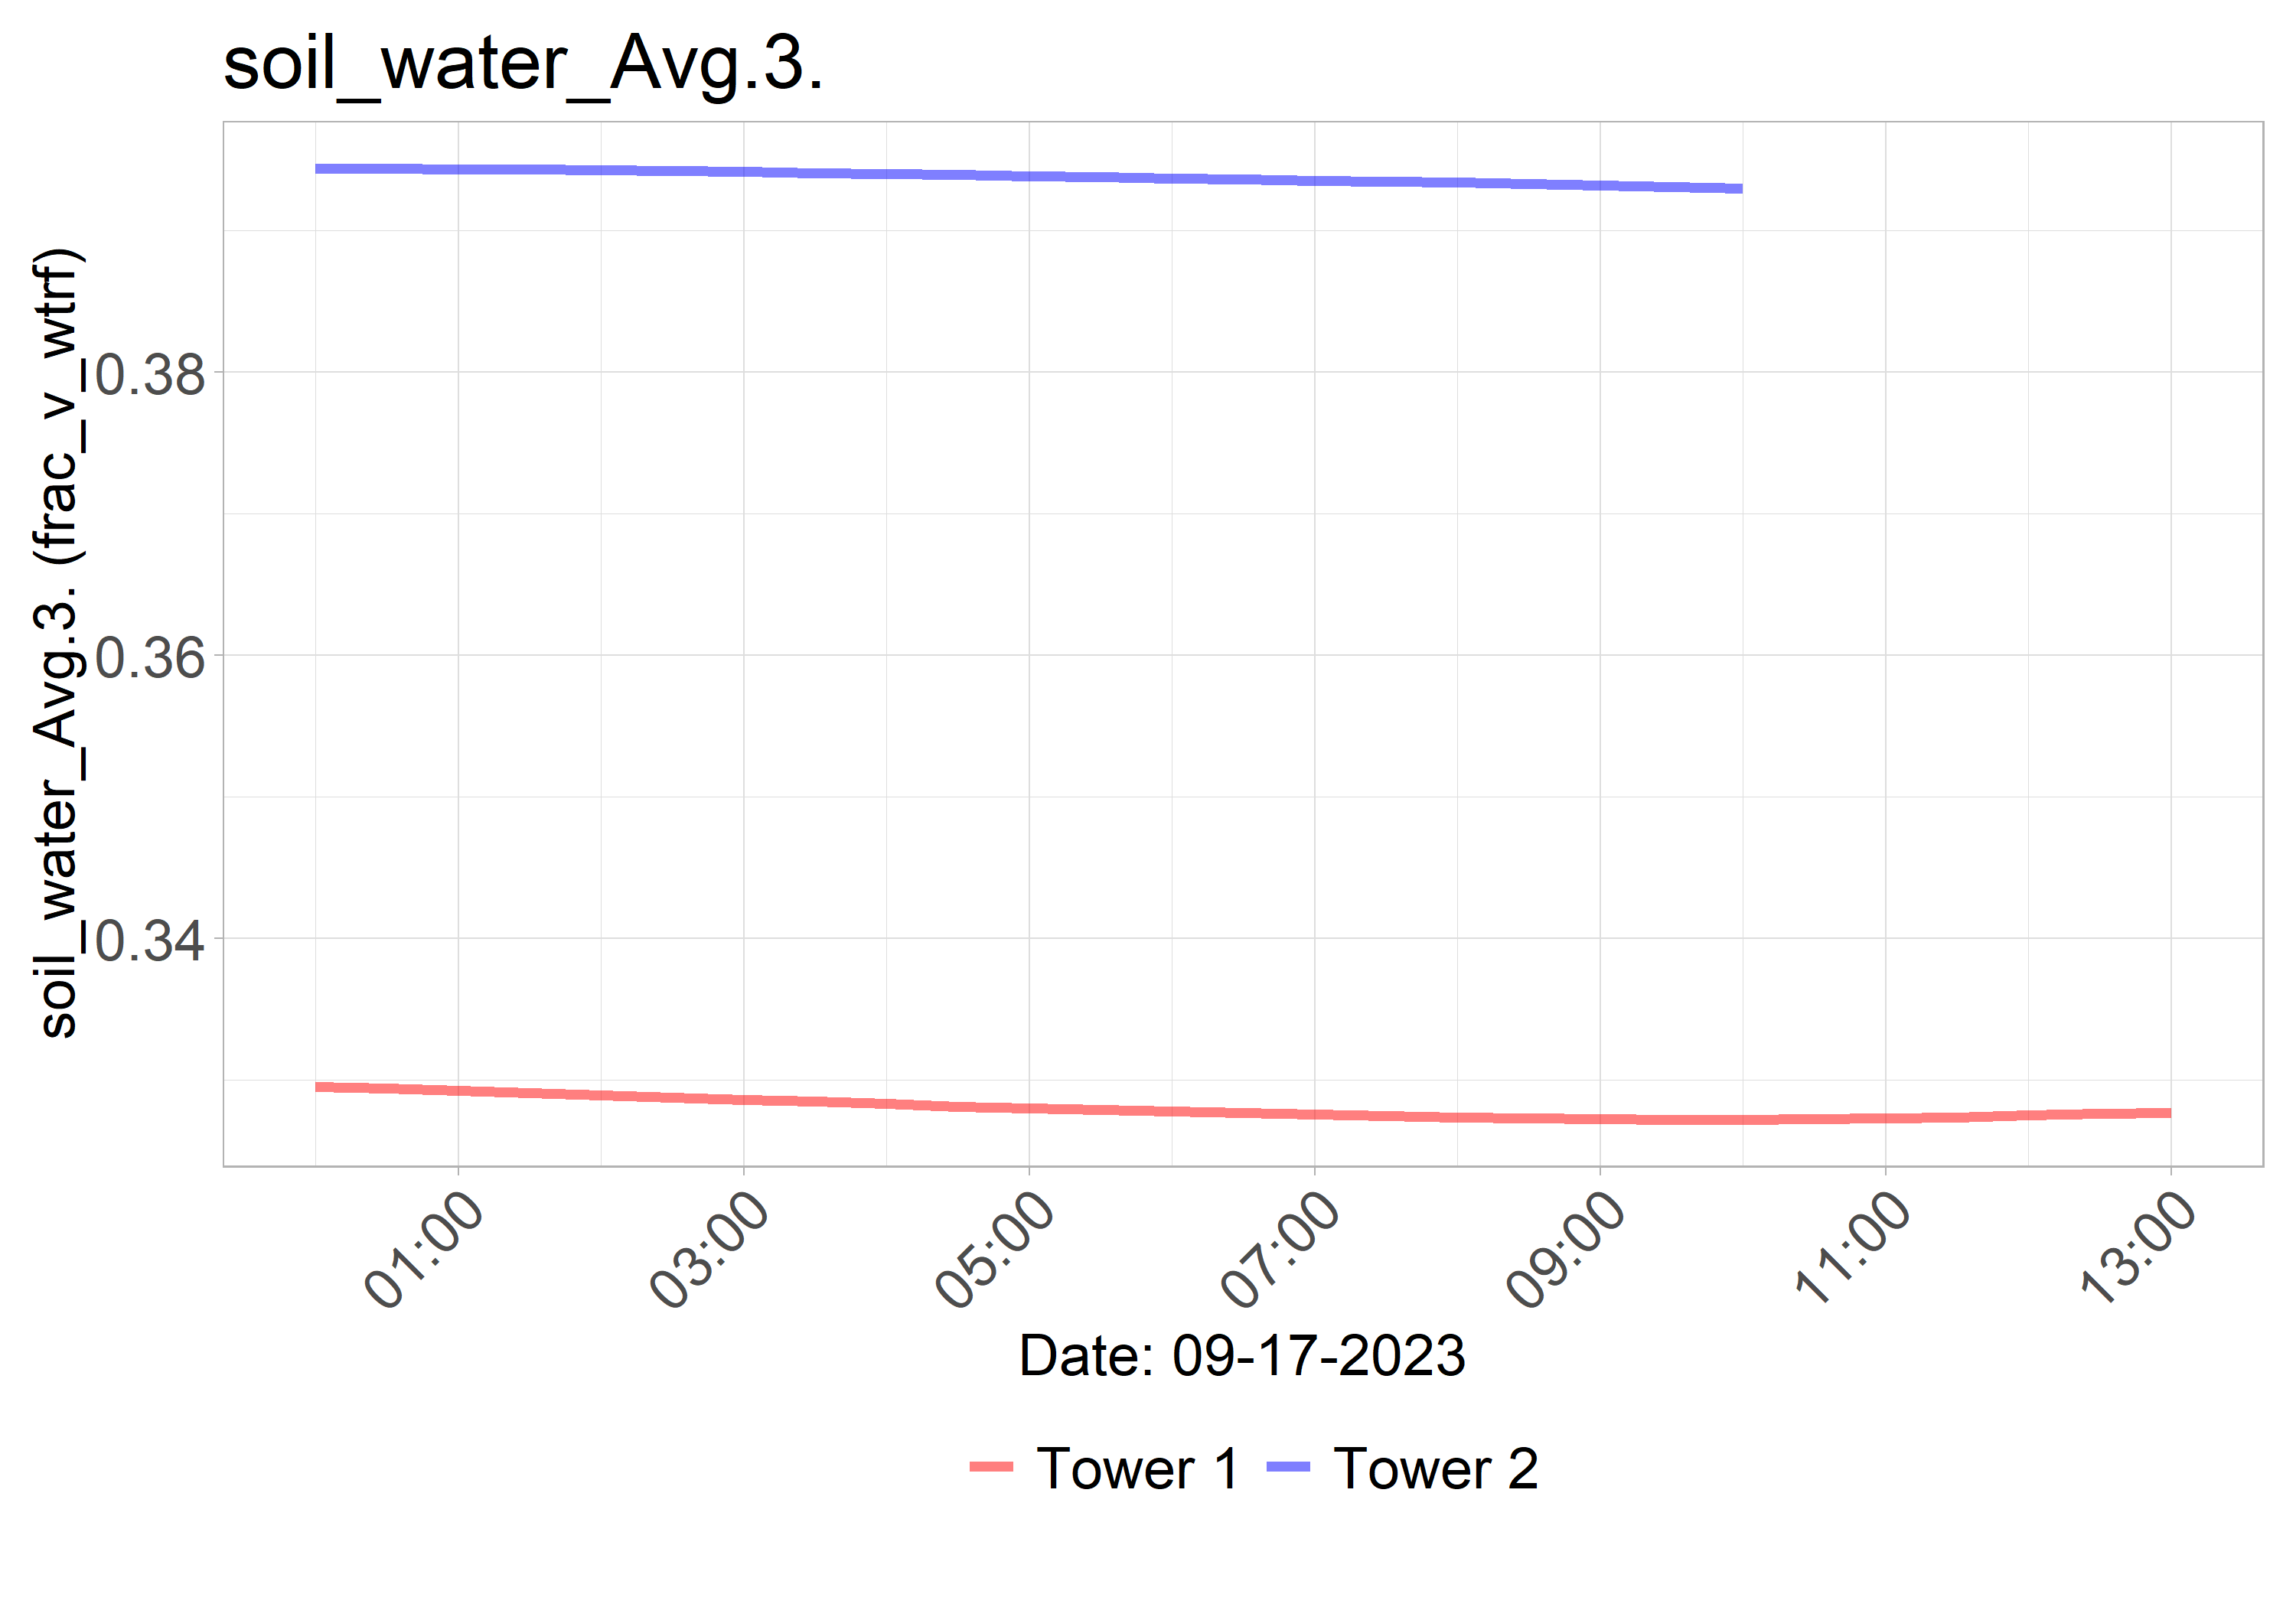 soil_water_Avg.3.
soil_water_Avg.3. (frac_v_wtrf)
0.38
0.36
0.34
01:00
03:00
05:00
07:00
09:00
11:00
13:00
Date: 09-17-2023
Tower 1
Tower 2